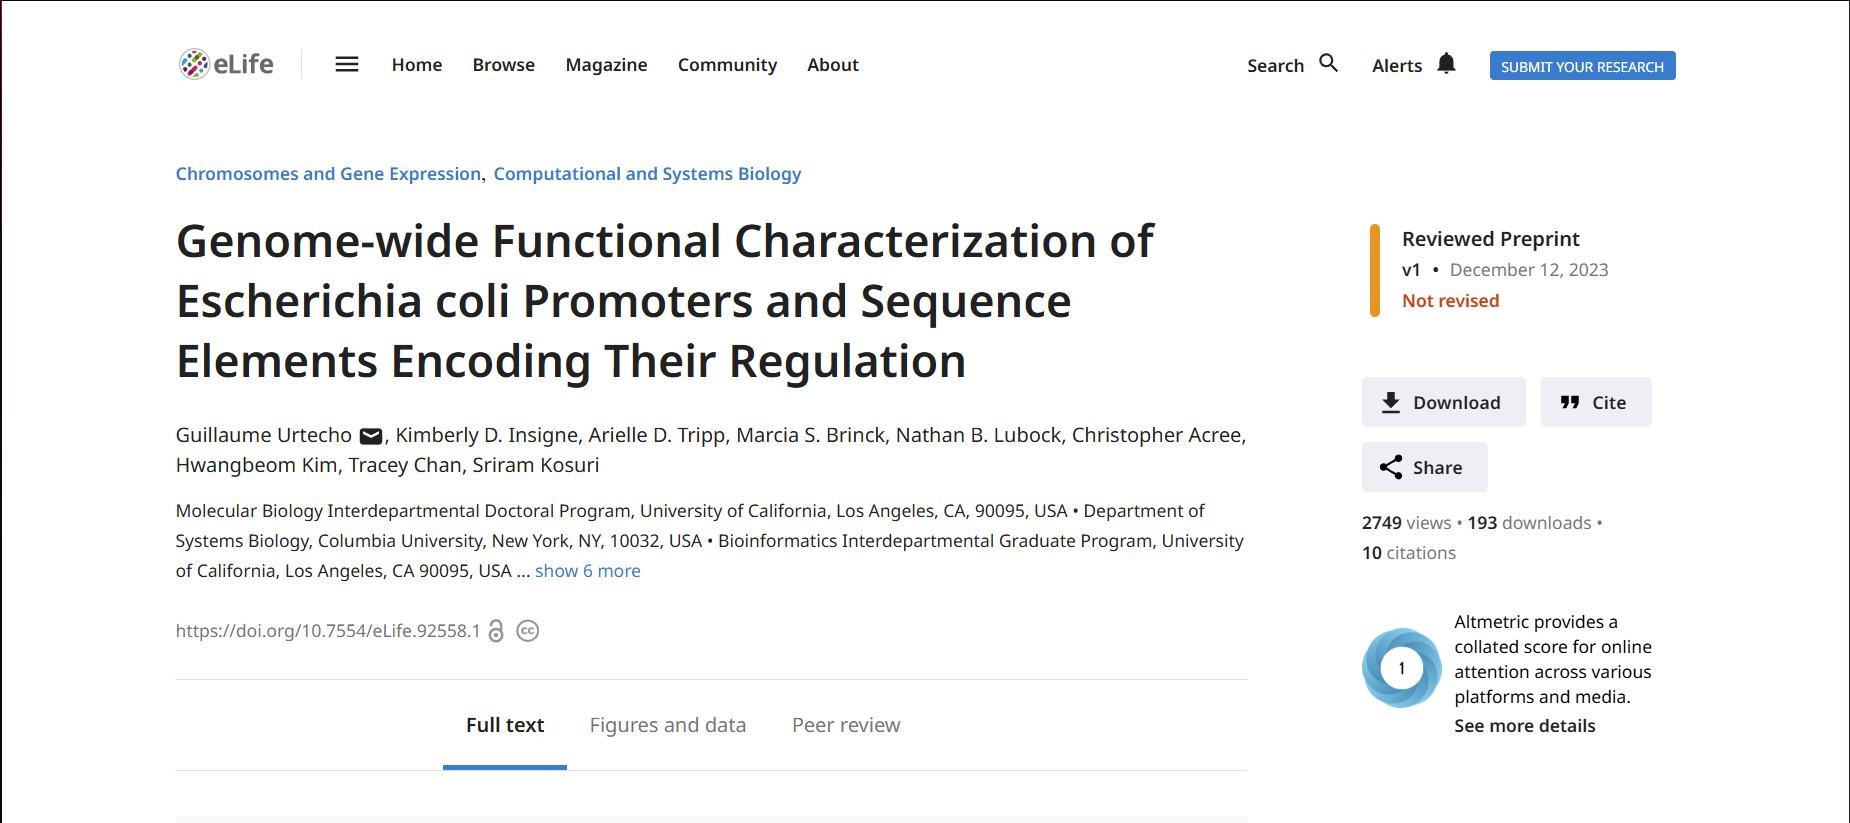 eLife
Home Browse Magazine Community About
Search Alerts SUBMIT YOUR RESEARCH
Chromosomes and Gene Expression, Computational and Systems Biology
Genome-wide Functional Characterization of
Escherichia coli Promoters and Sequence
Elements Encoding Their Regulation
Guillaume Urtecho , Kimberly D. Insigne, Arielle D. Tripp, Marcia S. Brinck, Nathan B. Lubock, Christopher Acree,
Hwangbeom Kim, Tracey Chan, Sriram Kosuri
Molecular Biology Interdepartmental Doctoral Program, University of California, Los Angeles, CA, 90095, USA • Department of
Systems Biology, Columbia University, New York, NY, 10032, USA • Bioinformatics Interdepartmental Graduate Program, University
of California, Los Angeles, CA 90095, USA ... show 6 more
https://doi.org/10.7554/eLife.92558.1
cc
Full text Figures and data Peer review
Reviewed Preprint
v1 • December 12, 2023
Not revised
Download Cite
Share
2749 views • 193 downloads •
10 citations
1
Altmetric provides a
collated score for online
attention across various
platforms and media.
See more details